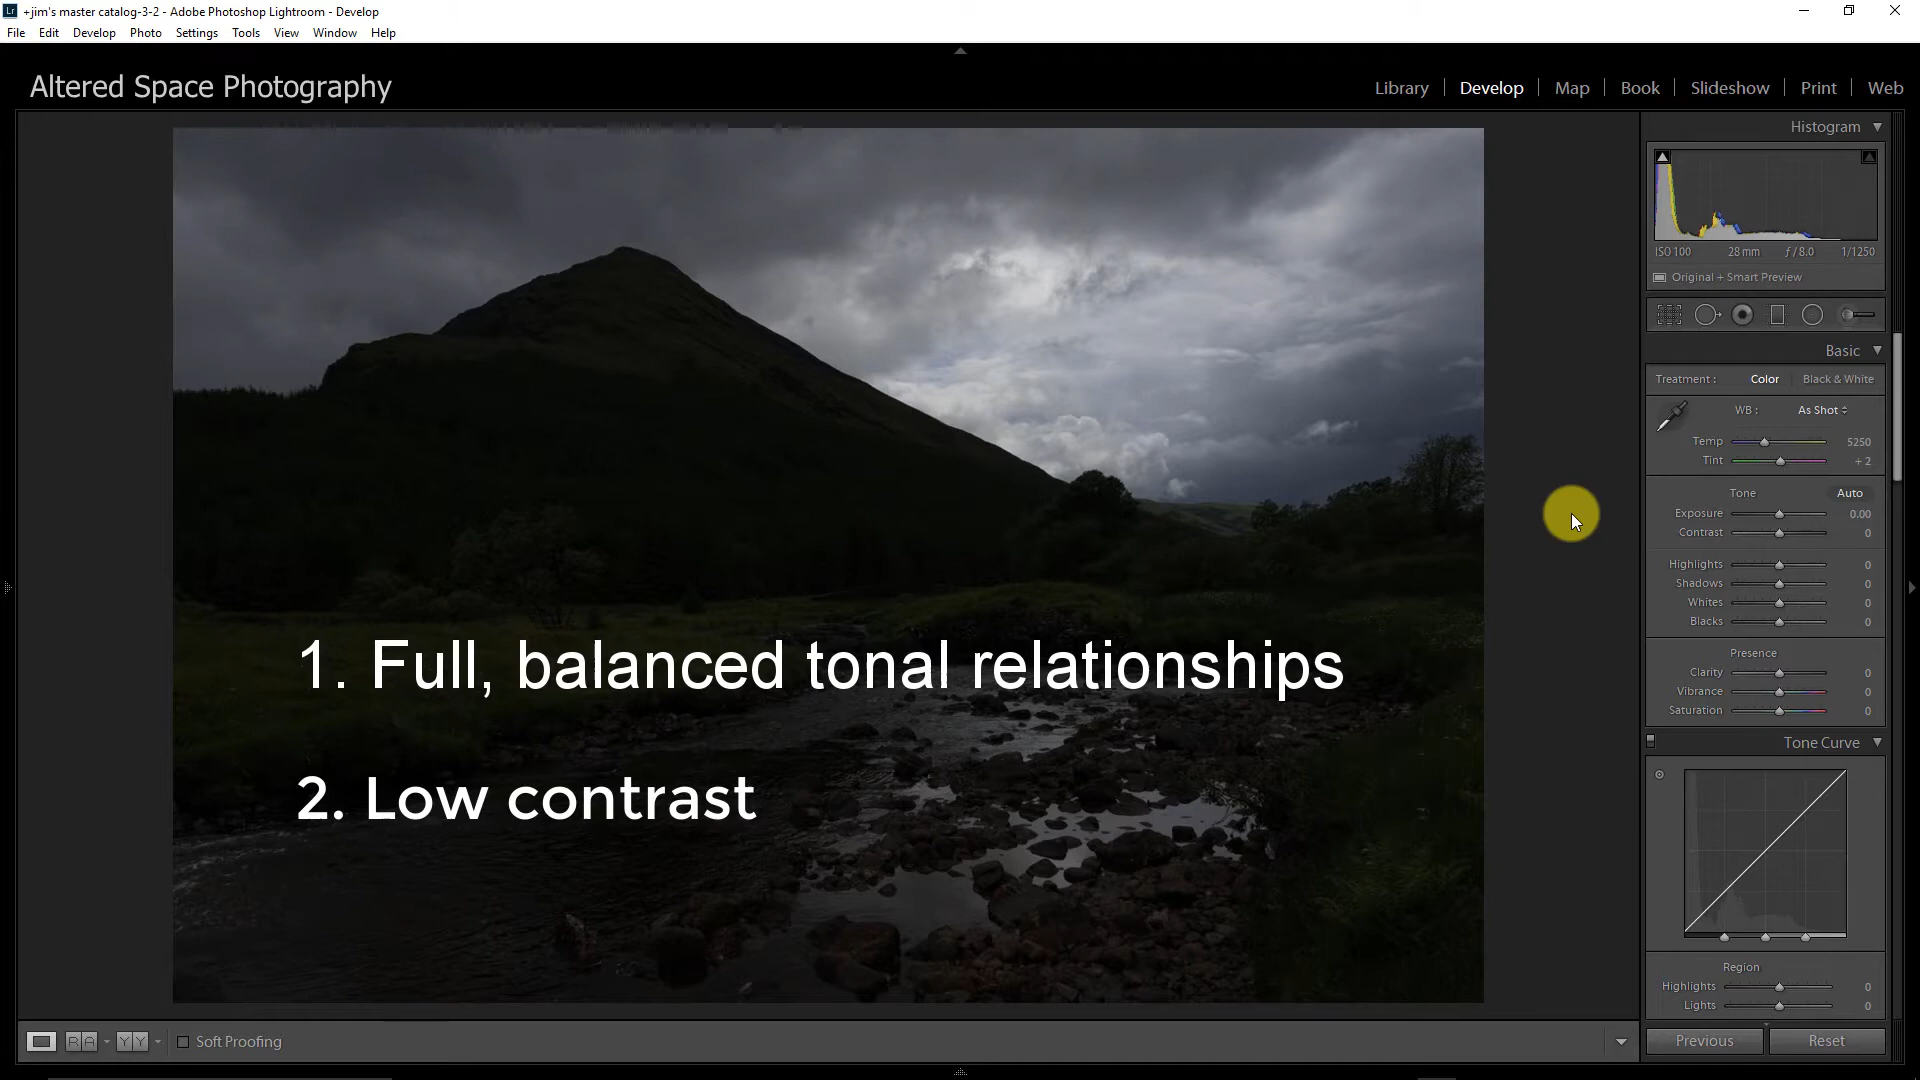 +jim's master catalog-3-2 - Adobe Photoshop Lightroom - Develop
File Edit Develop Photo Settings Tools View Window Help
Altered Space Photography
Library Develop Map Book Slideshow Print Web
Histogram
ISO 100 28 mm ƒ / 8.0 1/1250
Original + Smart Preview
Basic
Treatment : Color Black & White
WB : As Shot
Temp 5250
Tint + 2
Tone Auto
Exposure 0.00
Contrast 0
Highlights 0
Shadows 0
Whites 0
Blacks 0
Presence
Clarity 0
Vibrance 0
Saturation 0
Tone Curve
Region
Highlights 0
Lights 0
1. Full, balanced tonal relationships
2. Low contrast
R A Y Y Soft Proofing
Previous Reset